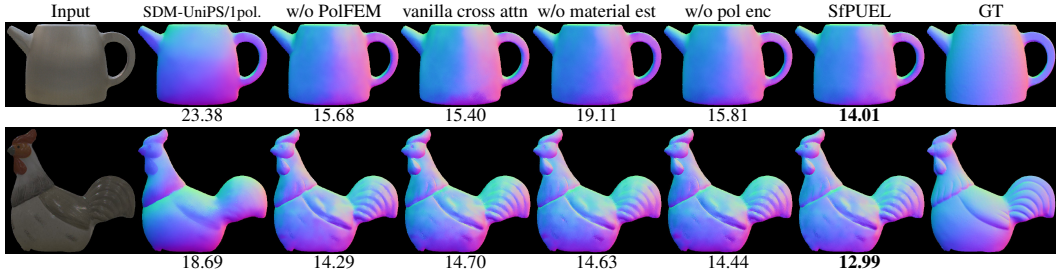 Input SDM-UniPS/1pol. w/o PolFEM vanilla cross attn w/o material est w/o pol enc SfPUEL GT
23.38 15.68 15.40 19.11 15.81 14.01
18.69 14.29 14.70 14.63 14.44 12.99